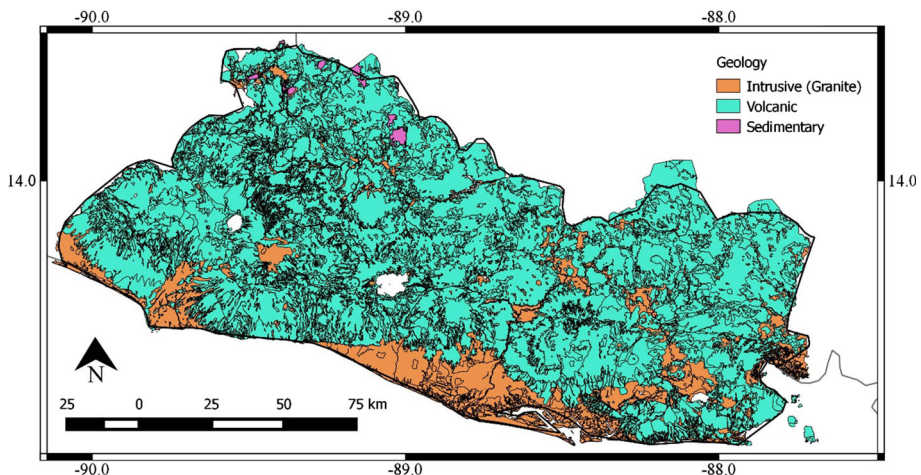 -90.0 -89.0 -88.0
Geology
Intrusive (Granite)
Volcanic
Sedimentary
14.0 14.0
N
25 0 25 50 75 km
-90.0 -89.0 -88.0